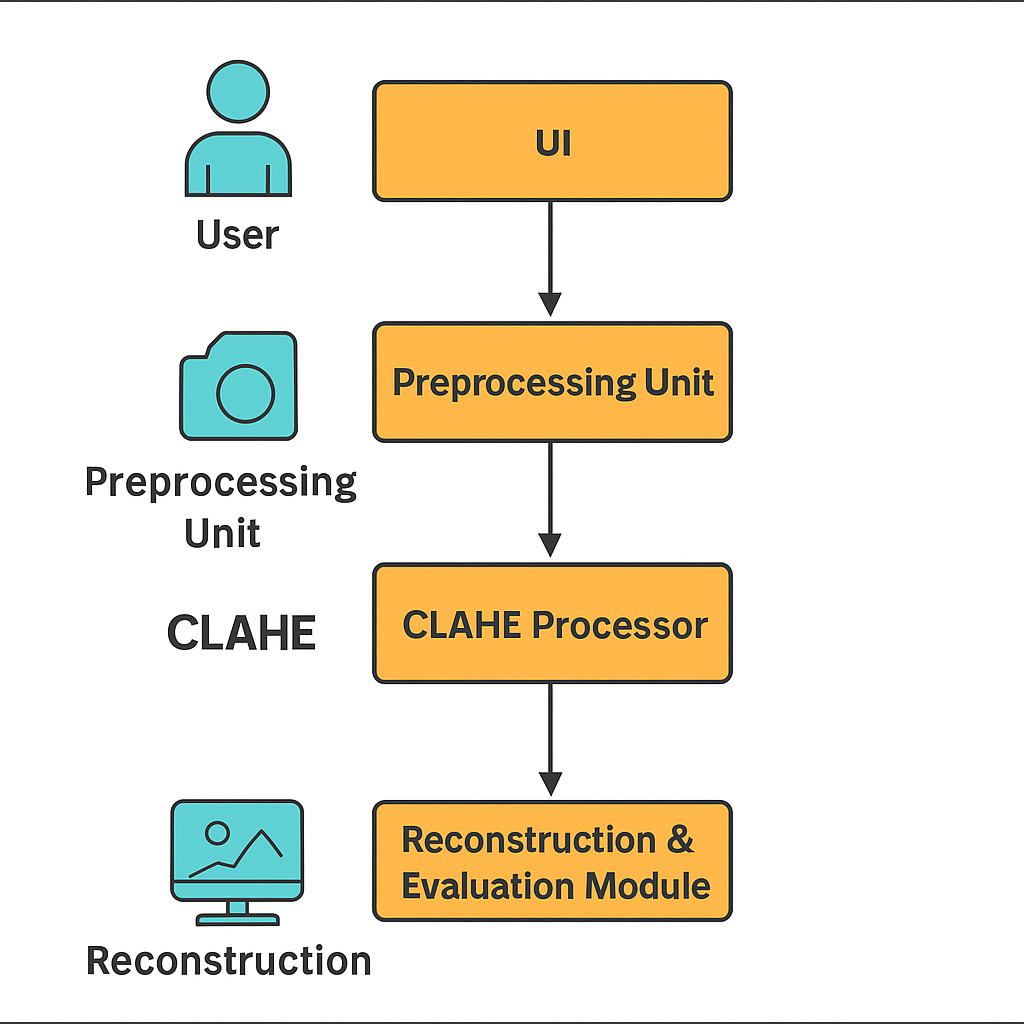 UI
User
Preprocessing Unit
Preprocessing
Unit
CLAHE
CLAHE Processor
Reconstruction &
Evaluation Module
Reconstruction